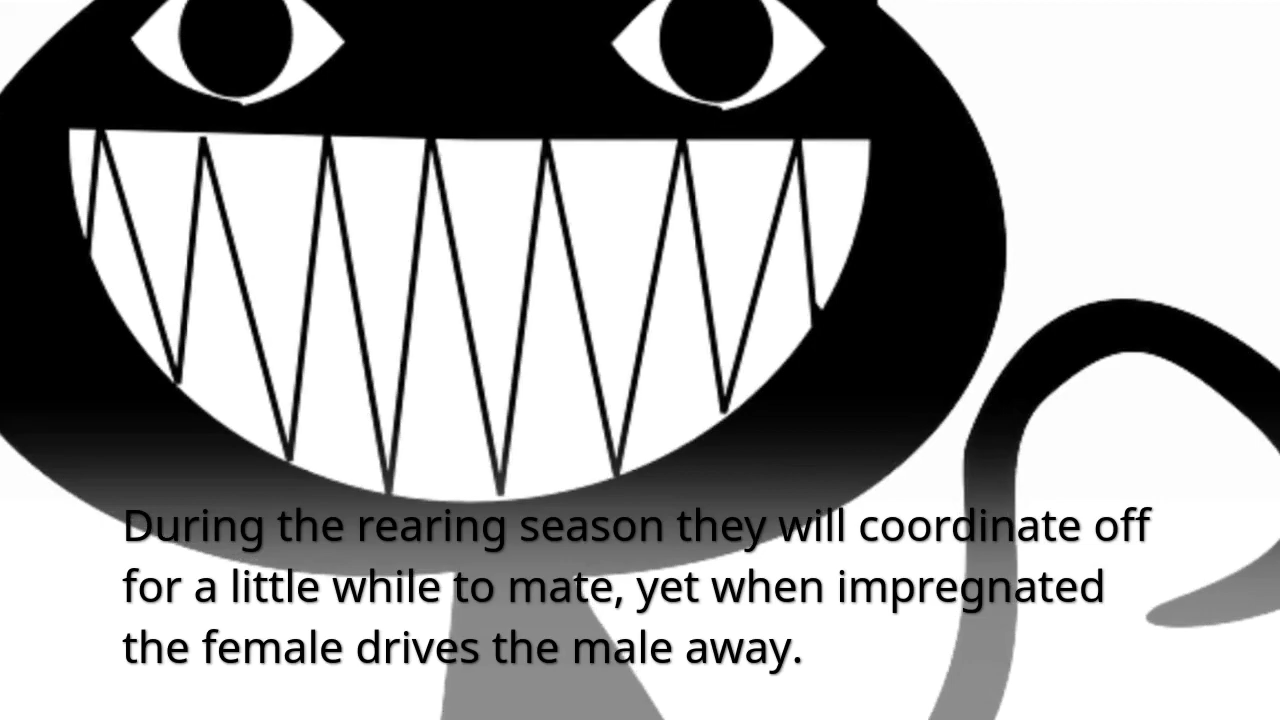 During the rearing season they will coordinate off
for a little while to mate, yet when impregnated
the female drives the male away.